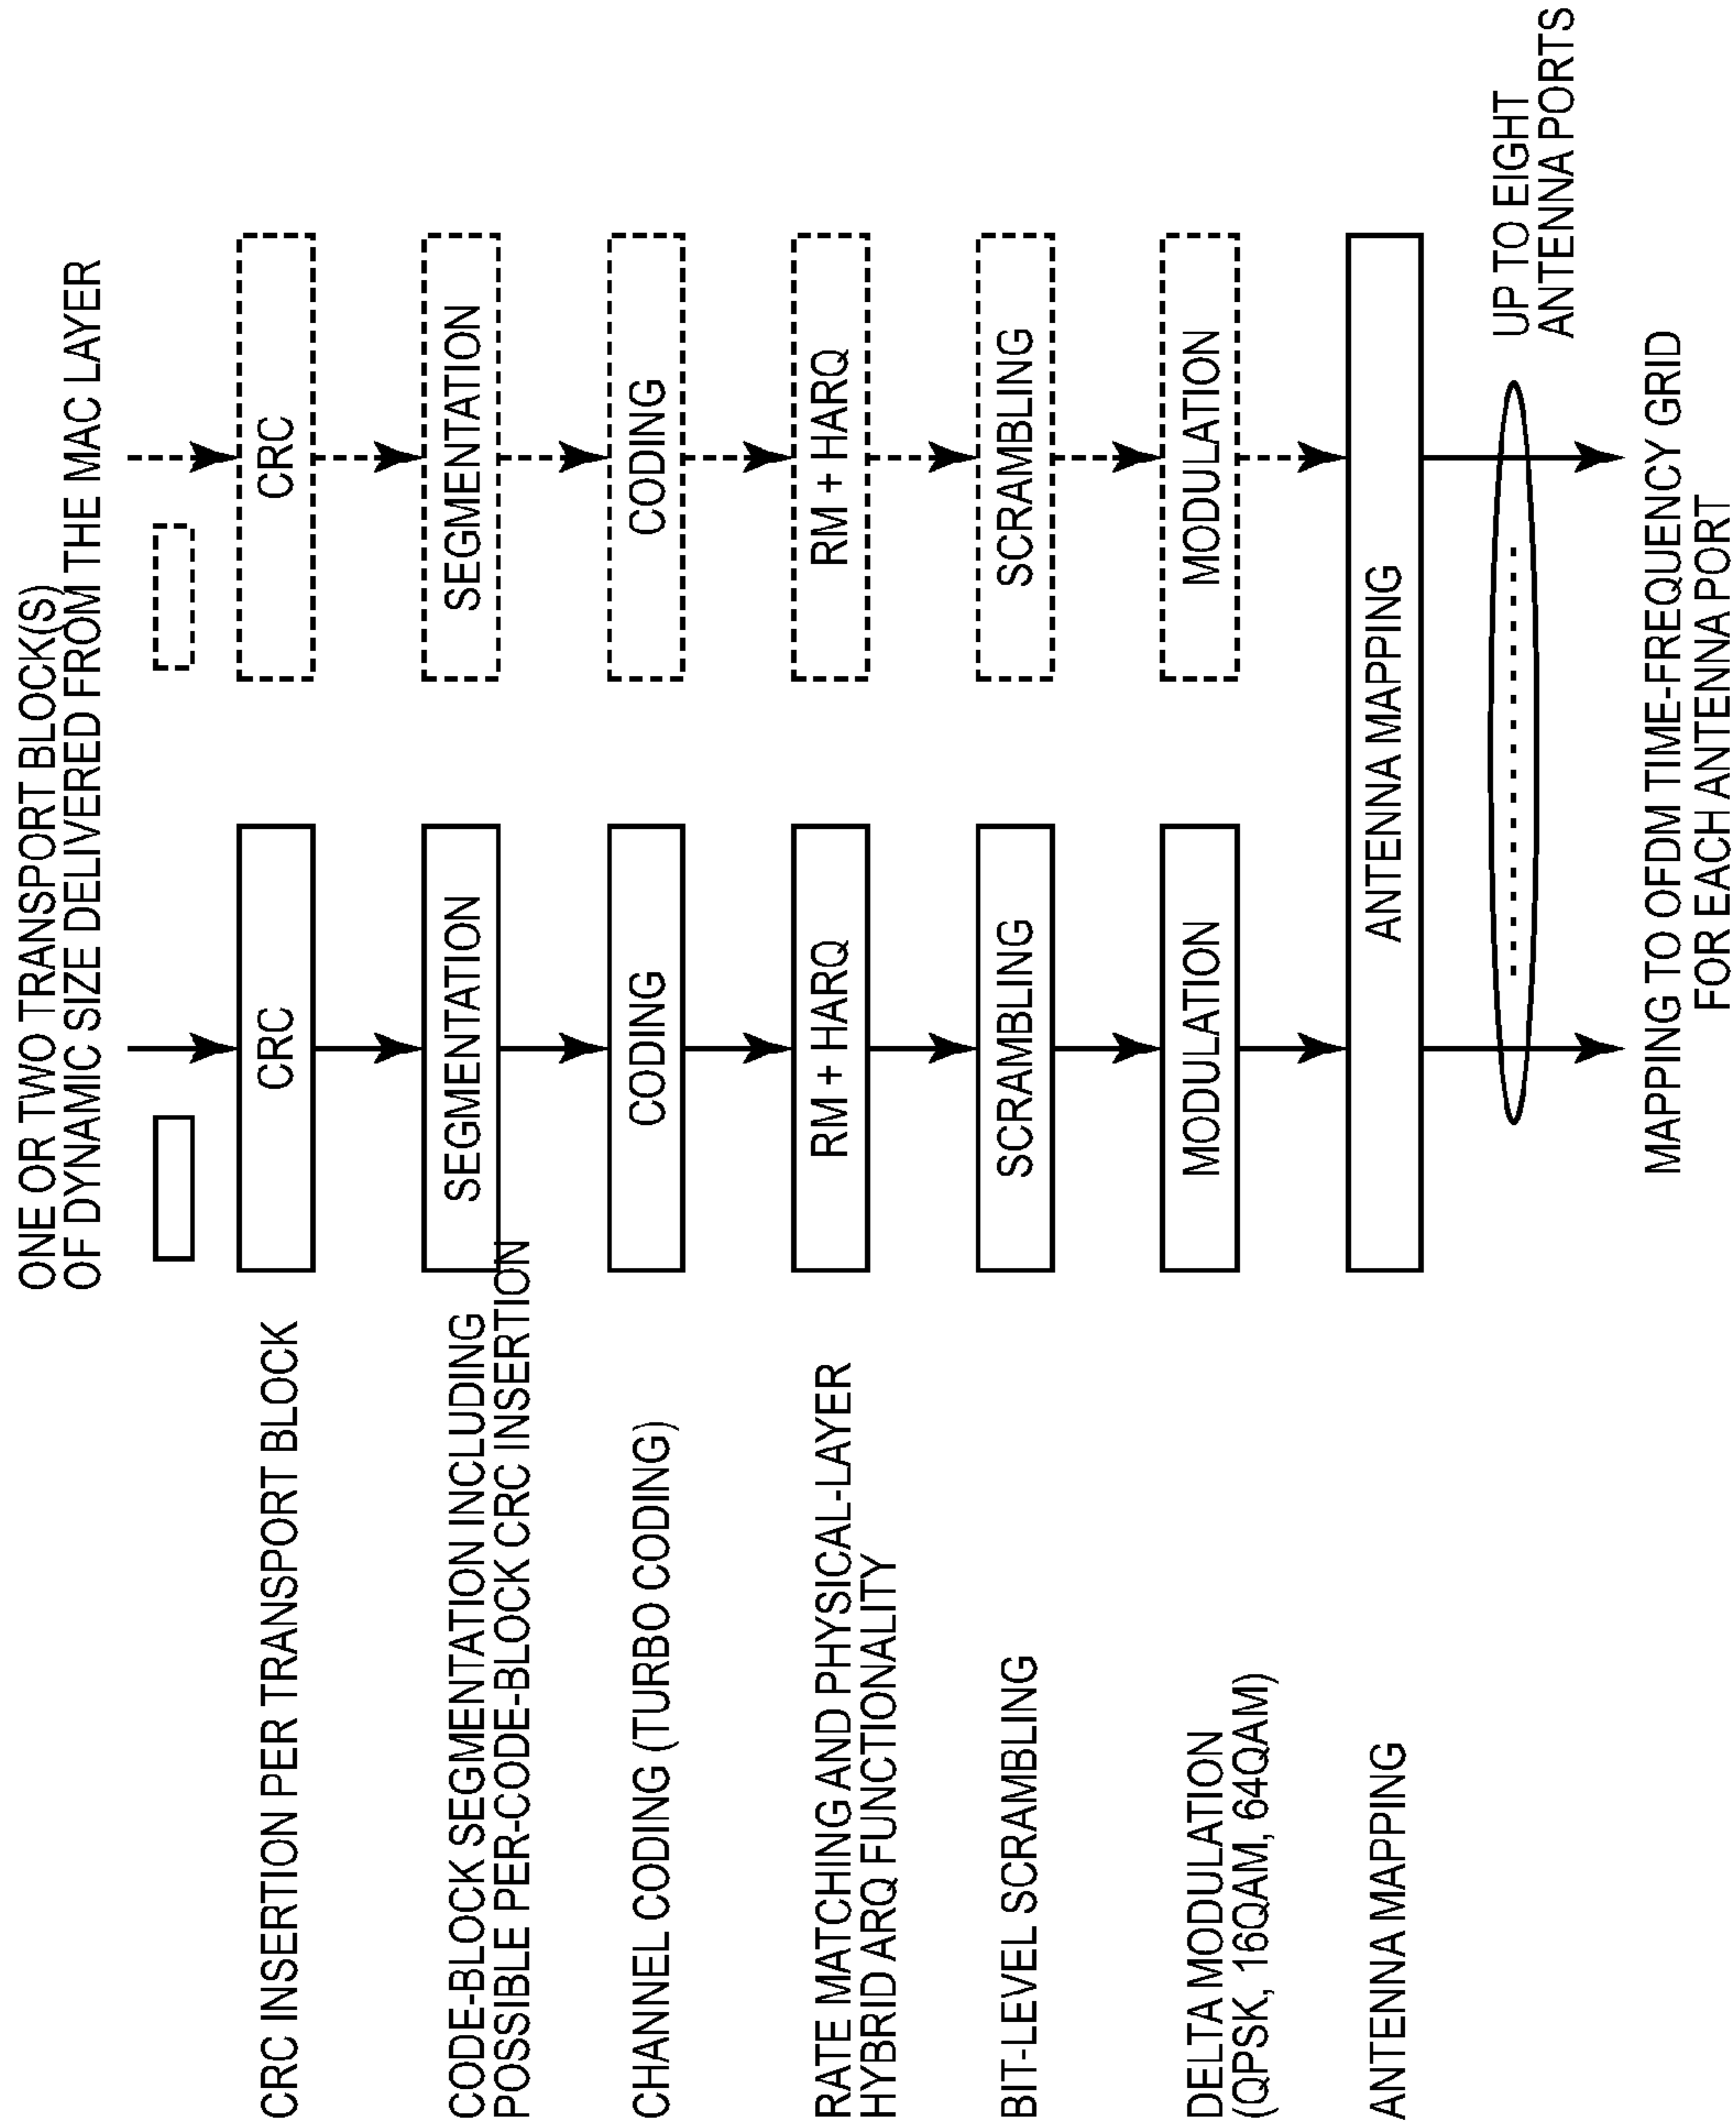 ONE OR TWO TRANSPORT BLOCK(S)
OF DYNAMIC SIZE DELIVERED FROM THE MAC LAYER
CRC INSERTION PER TRANSPORT BLOCK
CRC
CRC
CODE-BLOCK SEGMENTATION INCLUDING
POSSIBLE PER-CODE-BLOCK CRC INSERTION
SEGMENTATION
SEGMENTATION
CHANNEL CODING (TURBO CODING)
CODING
CODING
RATE MATCHING AND PHYSICAL-LAYER
HYBRID ARQ FUNCTIONALITY
RM + HARQ
RM + HARQ
BIT-LEVEL SCRAMBLING
SCRAMBLING
SCRAMBLING
DELTA MODULATION
(QPSK, 16QAM, 64QAM)
MODULATION
MODULATION
ANTENNA MAPPING
ANTENNA MAPPING
UP TO EIGHT
ANTENNA PORTS
MAPPING TO OFDM TIME-FREQUENCY GRID
FOR EACH ANTENNA PORT